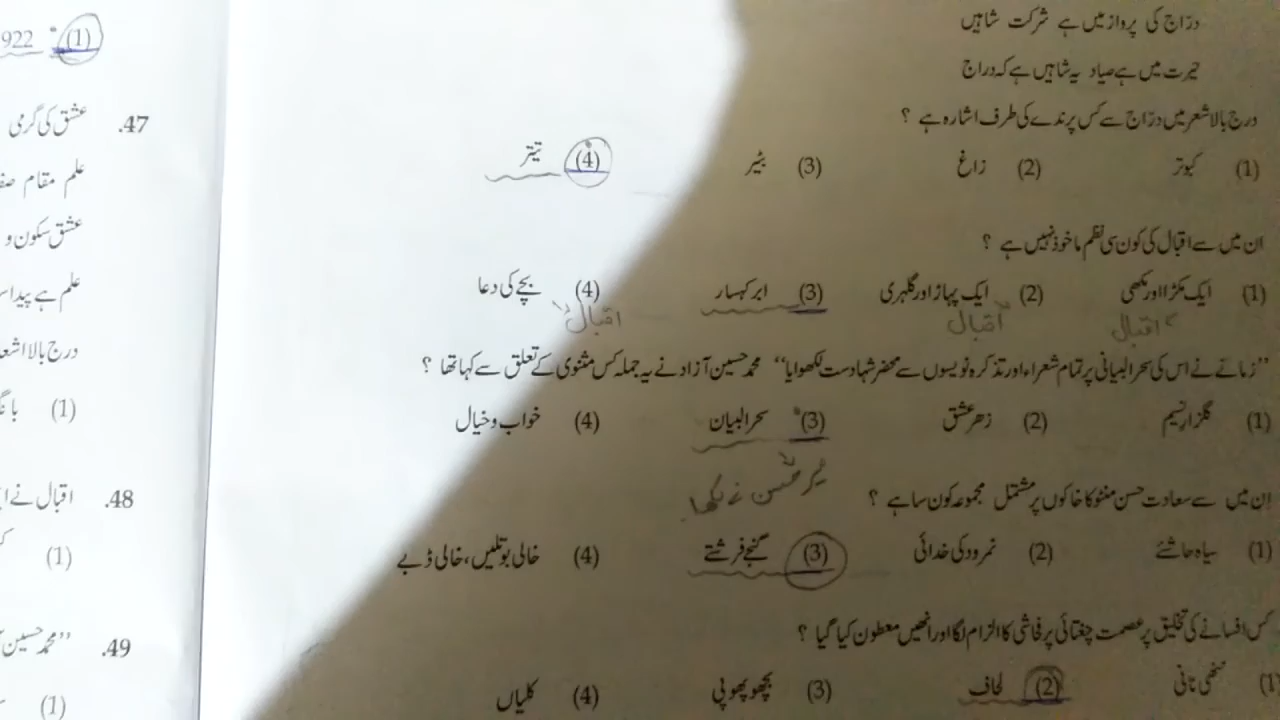 درّاج کی پرواز میں ہے شرکت شاہیں
حیرت میں ہے صیاد یہ شاہیں ہے کہ دراج
درج بالا شعر میں درّاج سے کس پرندے کی طرف اشارہ ہے ؟
(1) کبوتر (2) زاغ (3) بٹیر (4) تیتر
ان میں سے اقبال کی کون سی نظم ماخوذ نہیں ہے ؟
(1) ایک مکڑا اور مکھی (2) ایک پہاڑ اور گلہری (3) ابر کہسار (4) بچے کی دعا
اقبال اقبال اقبال
”زمانے نے اس کی سحر البیانی پر تمام شعراء اور تذکرہ نویسوں سے محضر شہادت لکھوایا“ محمد حسین آزاد نے یہ جملہ کس مثنوی کے تعلق سے کہا تھا ؟
(1) گلزار نسیم (2) زہر عشق (3) سحر البیان (4) خواب و خیال
میر حسن نے لکھا
اِن میں سے سعادت حسن منٹو کا خاکوں پر مشتمل مجموعہ کون سا ہے ؟
(1) سیاہ حاشئے (2) نمرود کی خدائی (3) گنجے فرشتے (4) خالی بوتلیں، خالی ڈبے
کس افسانے کی تخلیق پر عصمت چغتائی پر فاشی کا الزام لگا اور انھیں معطون کیا گیا ؟
(1 ننھی نانی (2) لحاف (3) بچھو پھوپی (4) کلیاں
(1) 922
47. عشق کی گرمی
علم مقام
عشق سکون و
علم ہے
درج بالا
(1)
48. اقبال نے
(1)
49. ”محمد حسین
(1)